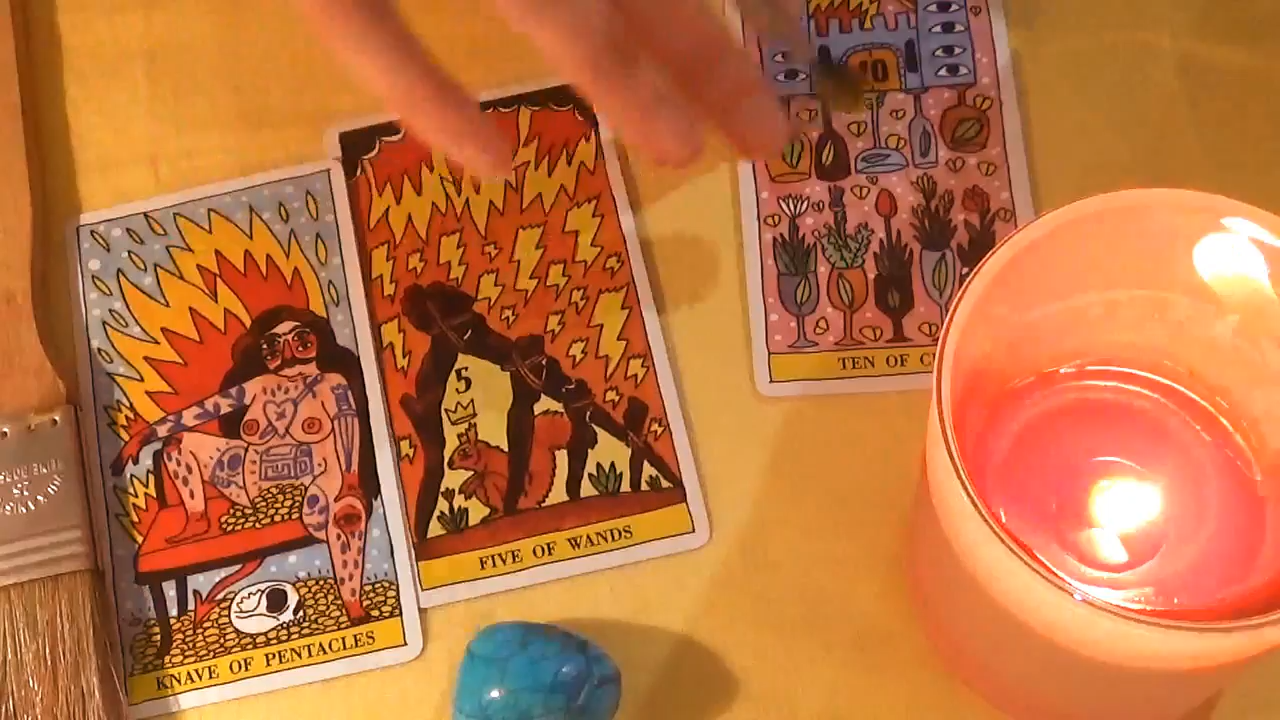 10
TEN OF C
5
FIVE OF WANDS
KNAVE OF PENTACLES